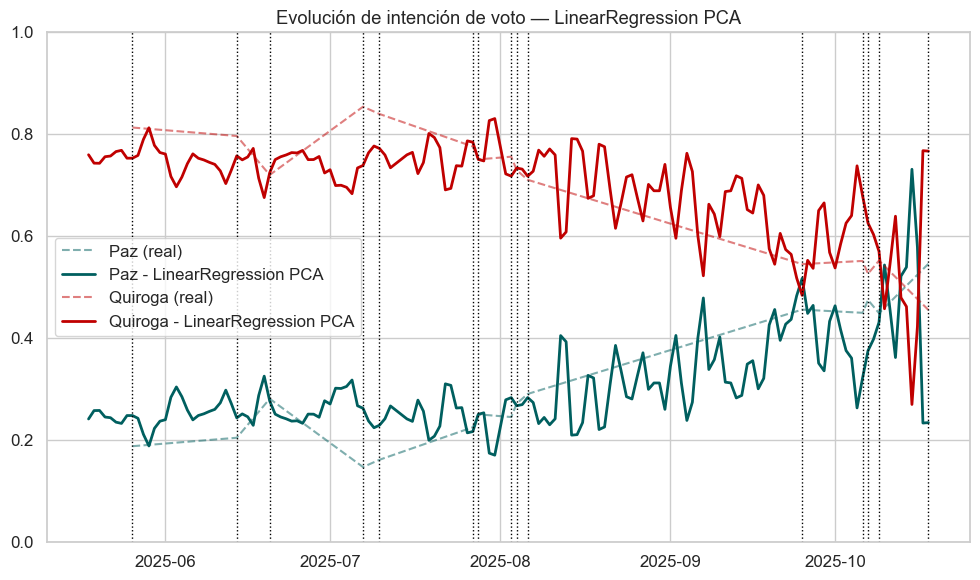 Evolución de intención de voto — LinearRegression PCA
1.0
0.8
0.6
0.4
0.2
0.0
Paz (real)
Paz - LinearRegression PCA
Quiroga (real)
Quiroga - LinearRegression PCA
2025-06
2025-07
2025-08
2025-09
2025-10